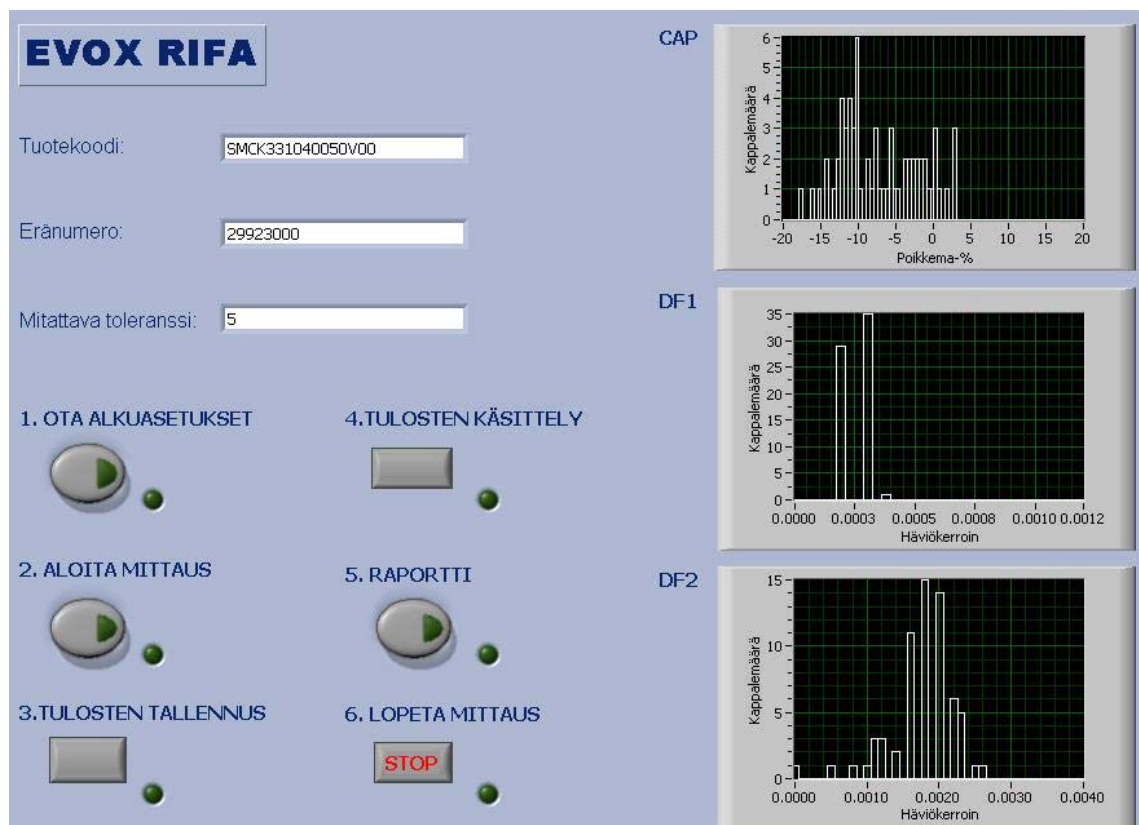 EVOX RIFA
Tuotekoodi: SMCK331040050V00
Eränumero: 29923000
Mitattava toleranssi: 5
1. OTA ALKUASETUKSET
4.TULOSTEN KÄSITTELY
2. ALOITA MITTAUS
5. RAPORTTI
3.TULOSTEN TALLENNUS
6. LOPETA MITTAUS
STOP
CAP
Kappalemäärä
6
5
4
3
2
1
0
-20 -15 -10 -5 0 5 10 15 20
Poikkema-%
DF1
Kappalemäärä
35
30
25
20
15
10
5
0
0.0000 0.0003 0.0005 0.0008 0.0010 0.0012
Häviökerroin
DF2
Kappalemäärä
15
10
5
0
0.0000 0.0010 0.0020 0.0030 0.0040
Häviökerroin